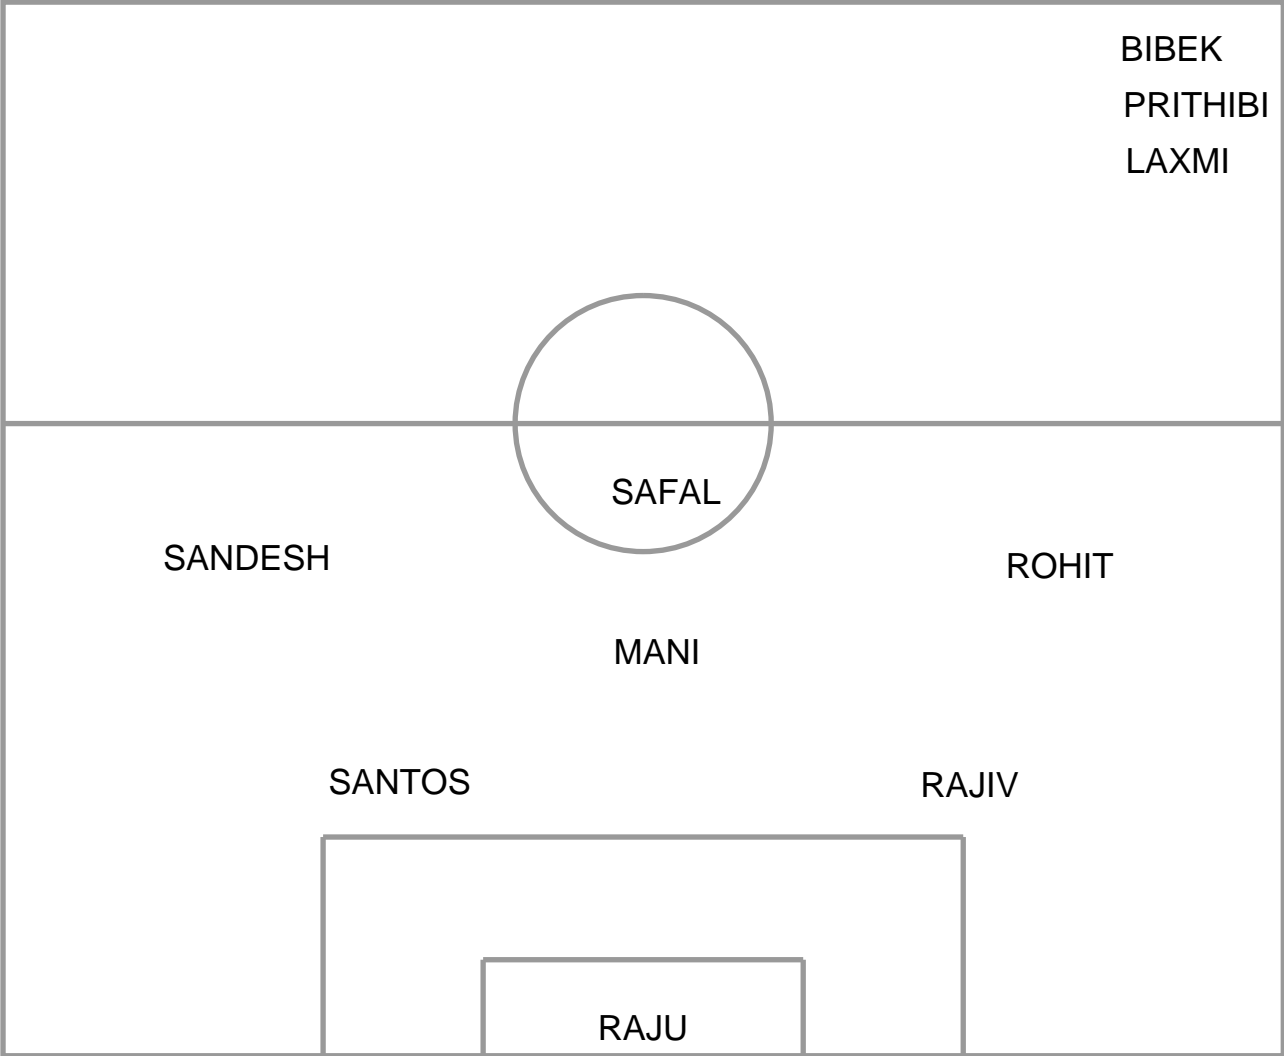 BIBEK
PRITHIBI
LAXMI
SAFAL
SANDESH
ROHIT
MANI
SANTOS
RAJIV
RAJU